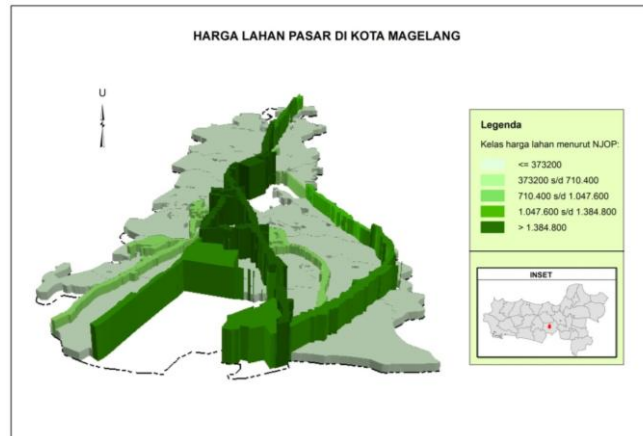 HARGA LAHAN PASAR DI KOTA MAGELANG
U
Legenda
Kelas harga lahan menurut NJOP:
<= 373200
373200 s/d 710.400
710.400 s/d 1.047.600
1.047.600 s/d 1.384.800
> 1.384.800
INSET